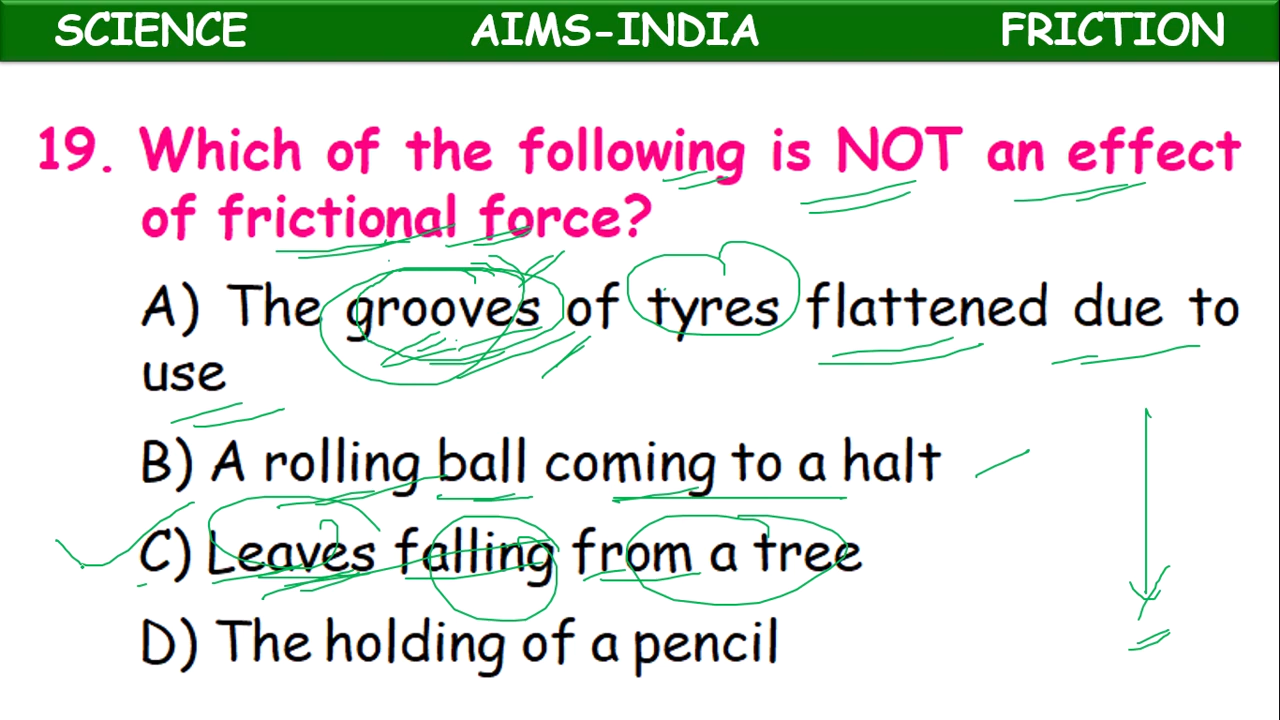 SCIENCE AIMS-INDIA FRICTION
19. Which of the following is NOT an effect
of frictional force?
A) The grooves of tyres flattened due to
use
B) A rolling ball coming to a halt
C) Leaves falling from a tree
D) The holding of a pencil